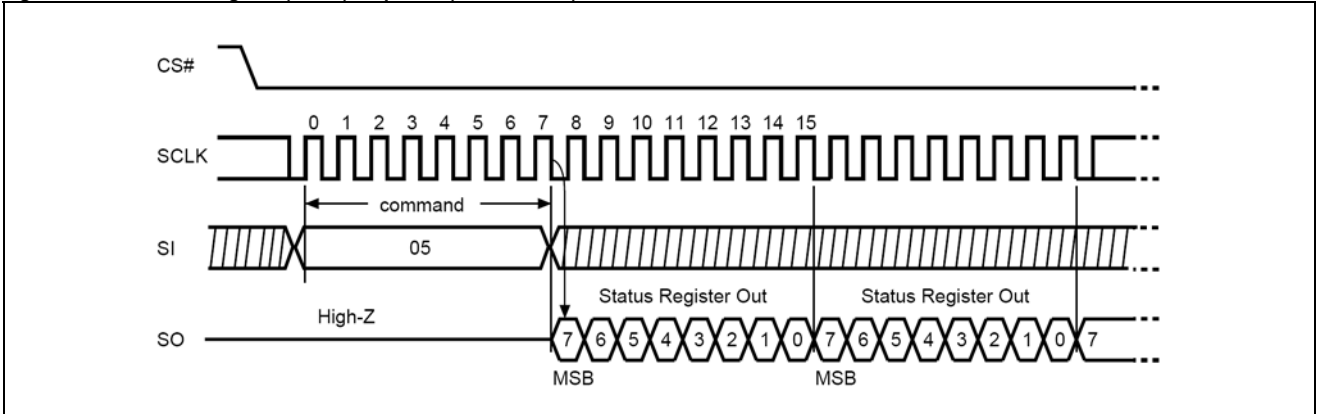 CS#
0 1 2 3 4 5 6 7 8 9 10 11 12 13 14 15
SCLK
command
SI
05
Status Register Out Status Register Out
High-Z
SO
7 6 5 4 3 2 1 0 7 6 5 4 3 2 1 0 7
MSB MSB